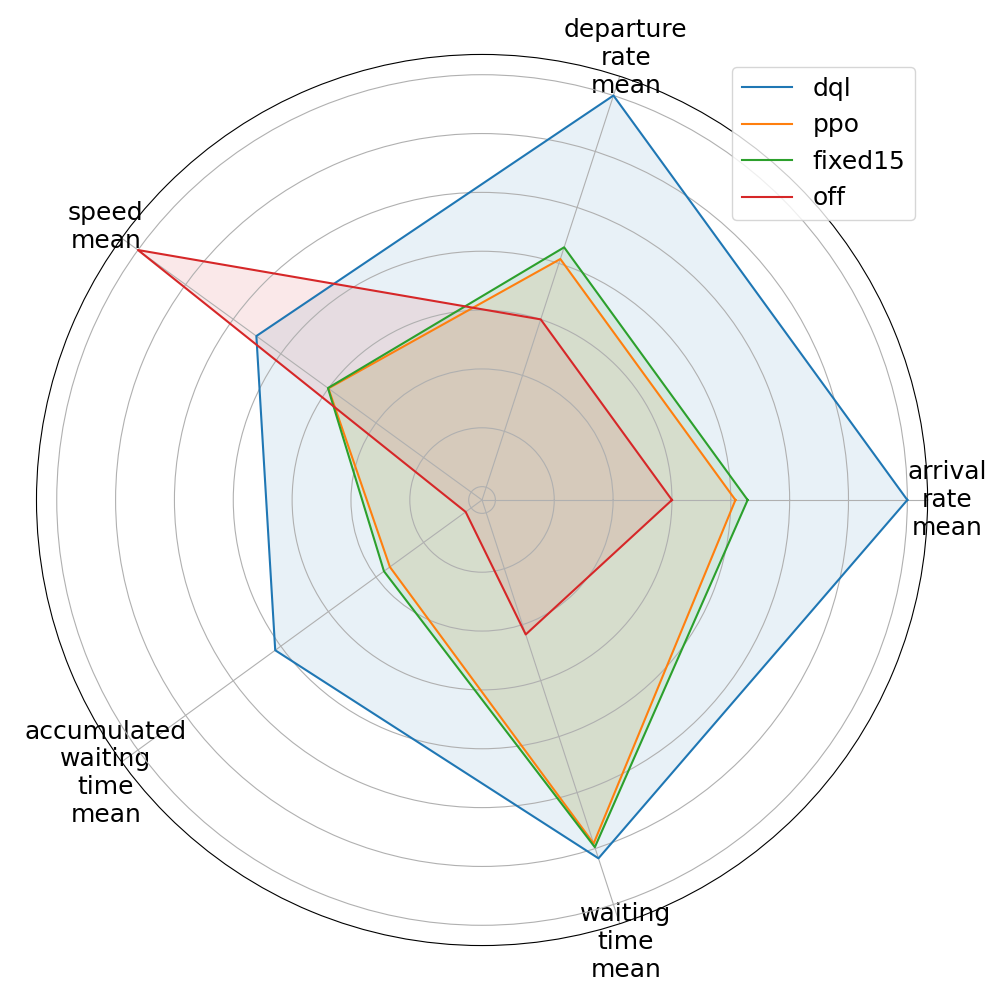 departure
rate
mean
dql
ppo
fixed15
off
speed
mean
arrival
rate
mean
accumulated
waiting
time
mean
waiting
time
mean